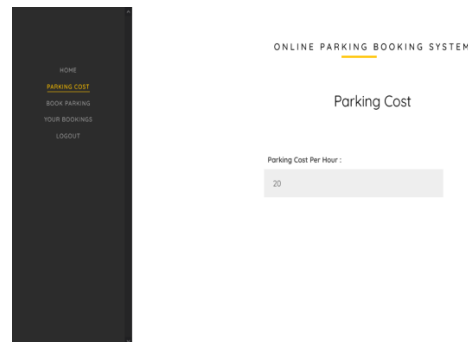 HOME
PARKING COST
BOOK PARKING
YOUR BOOKINGS
LOGOUT
ONLINE PARKING BOOKING SYSTEM
Parking Cost
Parking Cost Per Hour :
20